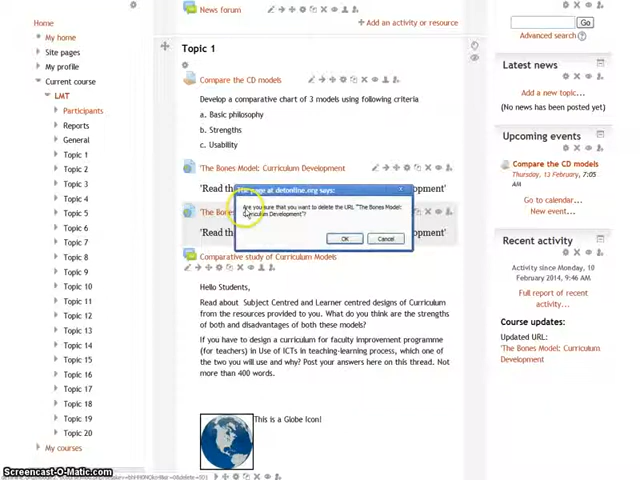 Home
My home
Site pages
My profile
Current course
LMT
Participants
Reports
General
Topic 1
Topic 2
Topic 3
Topic 4
Topic 5
Topic 6
Topic 7
Topic 8
Topic 9
Topic 10
Topic 11
Topic 12
Topic 13
Topic 14
Topic 15
Topic 16
Topic 17
Topic 18
Topic 19
Topic 20
My courses
News forum
Add an activity or resource
Topic 1
Compare the CD models
Develop a comparative chart of 3 models using following criteria
a. Basic philosophy
b. Strengths
c. Usability
'The Bones Model: Curriculum Development
'Read th
opment'
The page at detonline.org says:
Are you sure that you want to delete the URL "The Bones Model:
Curriculum Development"?
OK
Cancel
'The Bones
'Read th
opment'
Comparative study of Curriculum Models
Hello Students,
Read about Subject Centred and Learner centred designs of Curriculum
from the resources provided to you. What do you think are the strengths
of both and disadvantages of both these models?
If you have to design a curriculum for faculty improvement programme
(for teachers) in Use of ICTs in teaching-learning process, which one of
the two you will use and why? Post your answers here on this thread. Not
more than 400 words.
This is a Globe Icon!
Go
Advanced search
Latest news
Add a new topic...
(No news has been posted yet)
Upcoming events
Compare the CD models
Thursday, 13 February, 7:05
AM
Go to calendar...
New event...
Recent activity
Activity since Monday, 10
February 2014, 9:46 AM
Full report of recent
activity...
Course updates:
Updated URL:
'The Bones Model: Curriculum
Development
Screencast-O-Matic.com